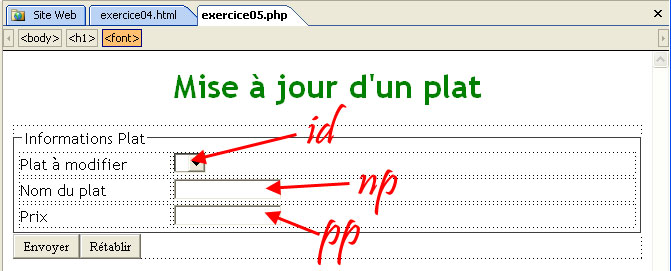 Site Web exercice04.html exercice05.php
<body> <h1> <font>
Mise à jour d'un plat
Informations Plat
id
Plat à modifier
Nom du plat
np
Prix
pp
Envoyer Rétablir